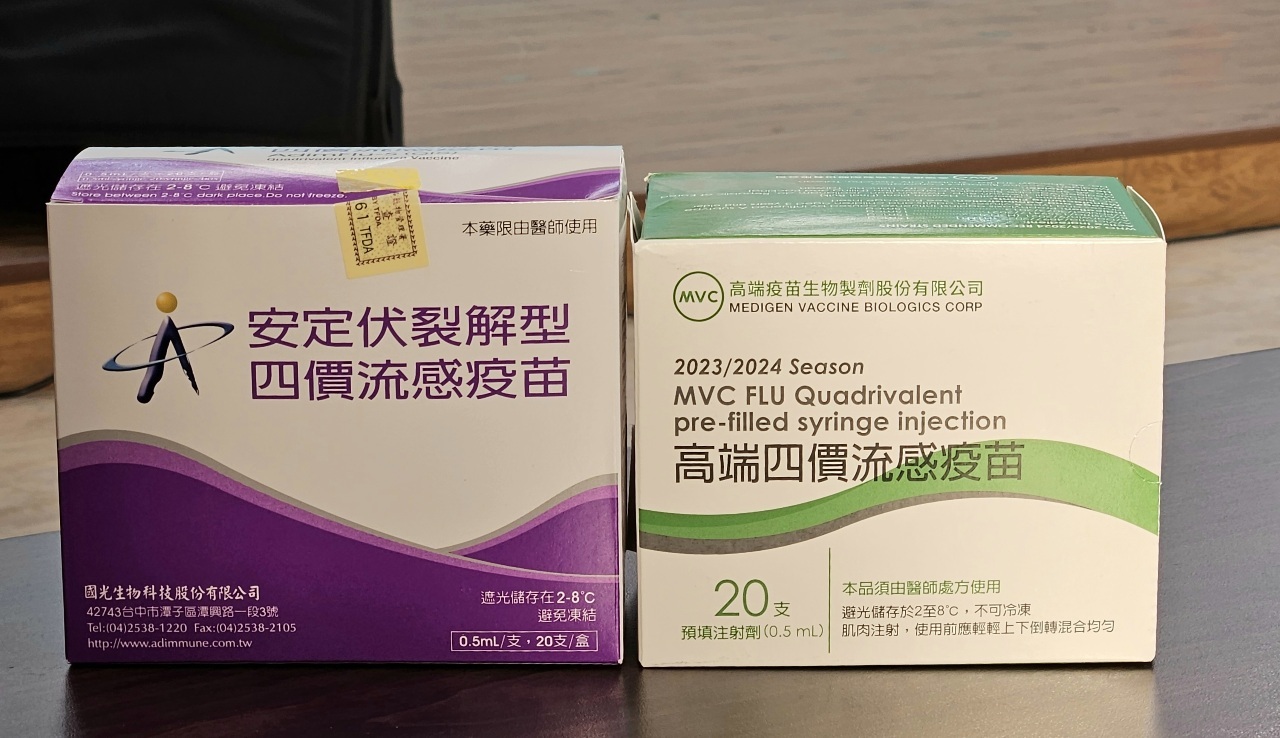 Quadrivalent Influenza Vaccine
遮光儲存在 2-8°C 避免凍結
Store between 2-8°C dark place. Do not freeze.
61 TFDA
本藥限由醫師使用
安定伏裂解型
四價流感疫苗
國光生物科技股份有限公司
42743台中市潭子區潭興路一段3號
Tel:(04)2538-1220 Fax:(04)2538-2105
http://www.adimmune.com.tw
遮光儲存在2-8°C
避免凍結
0.5mL/支，20支/盒
MVC
高端疫苗生物製劑股份有限公司
MEDIGEN VACCINE BIOLOGICS CORP
2023/2024 Season
MVC FLU Quadrivalent
pre-filled syringe injection
高端四價流感疫苗
20支
預填注射劑(0.5 mL)
本品須由醫師處方使用
避光儲存於2至8°C，不可冷凍
肌肉注射，使用前應輕輕上下倒轉混合均勻